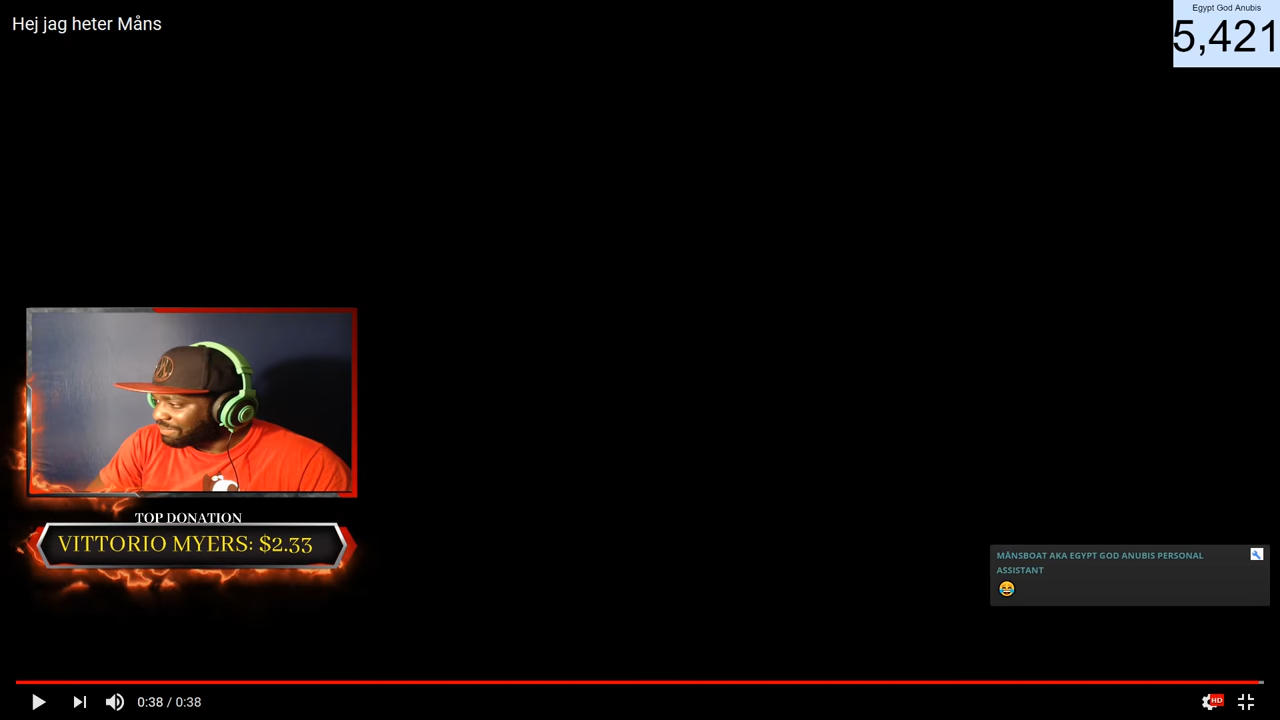 Hej jag heter Måns
Egypt God Anubis
5,421
TOP DONATION
VITTORIO MYERS: $2.33
MÅNSBOAT AKA EGYPT GOD ANUBIS PERSONAL
ASSISTANT
0:38 / 0:38
HD